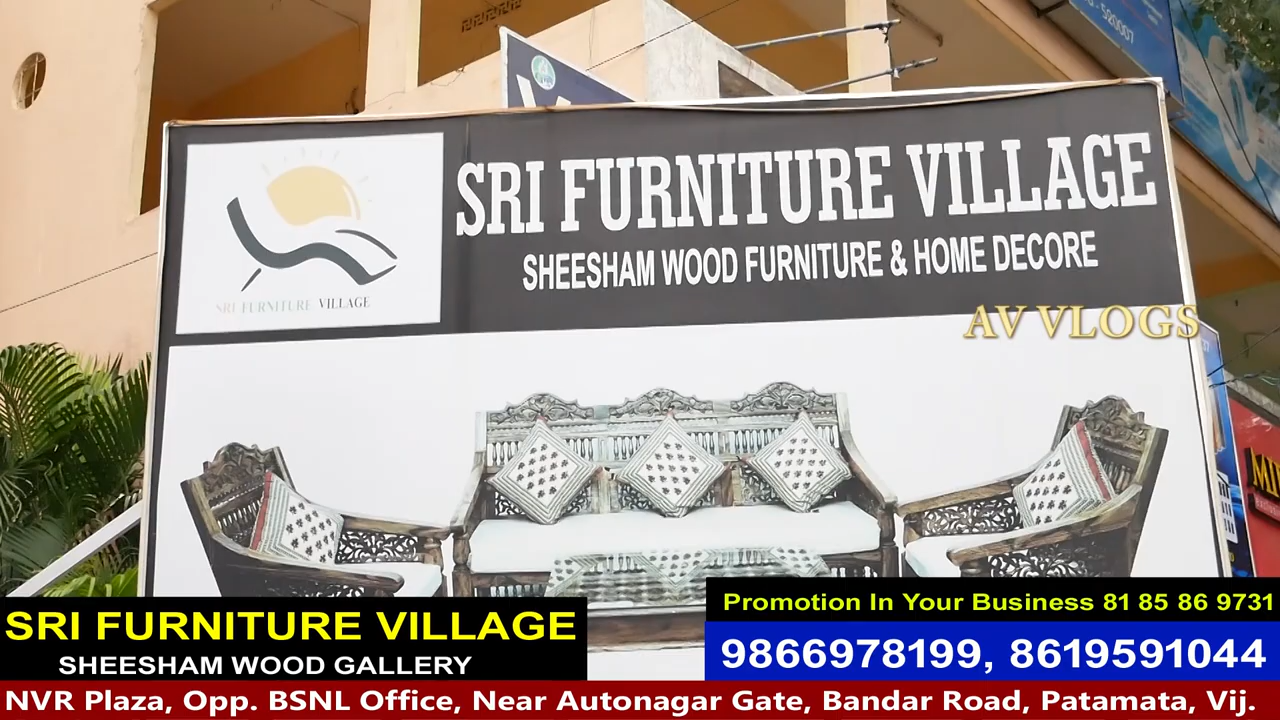 - 520007
SRI FURNITURE VILLAGE
SHEESHAM WOOD FURNITURE & HOME DECORE
SRI FURNITURE VILLAGE
AV VLOGS
SRI FURNITURE VILLAGE
SHEESHAM WOOD GALLERY
Promotion In Your Business 81 85 86 9731
9866978199, 8619591044
NVR Plaza, Opp. BSNL Office, Near Autonagar Gate, Bandar Road, Patamata, Vij.